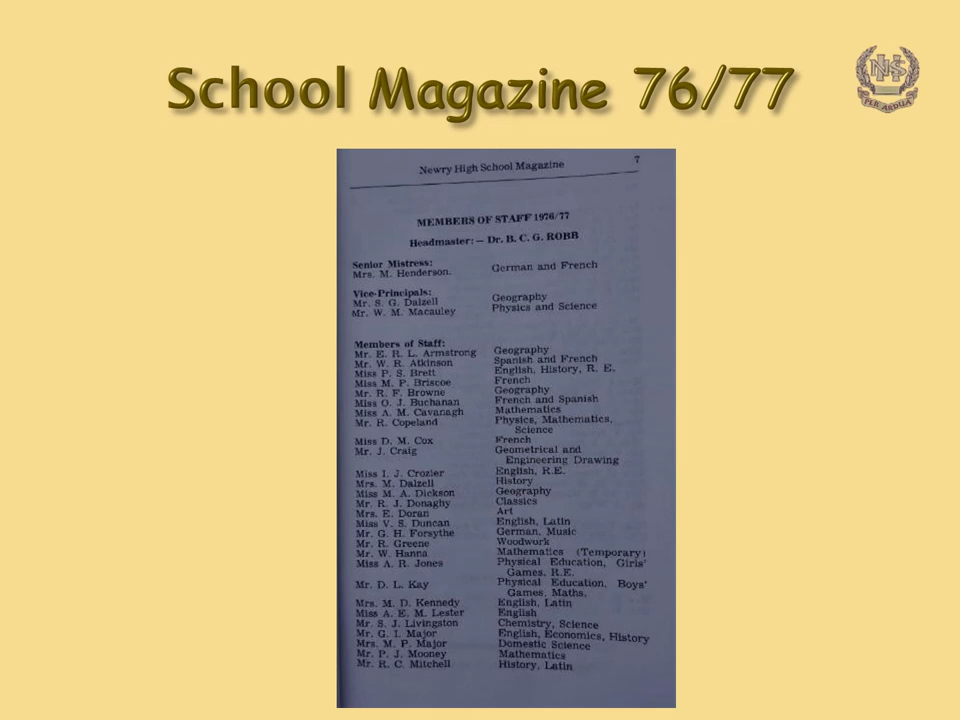 School Magazine 76/77
NHS
PER ARDUA
Newry High School Magazine 7
MEMBERS OF STAFF 1976/77
Headmaster: — Dr. B. C. G. ROBB
Senior Mistress:
Mrs. M. Henderson. German and French
Vice-Principals:
Mr. S. G. Dalzell Geography
Mr. W. M. Macauley Physics and Science
Members of Staff:
Mr. E. R. L. Armstrong Geography
Mr. W. R. Atkinson Spanish and French
Miss P. S. Brett English, History, R. E.
Miss M. P. Briscoe French
Mr. R. F. Browne Geography
Miss O. J. Buchanan French and Spanish
Miss A. M. Cavanagh Mathematics
Mr. R. Copeland Physics, Mathematics,
Science
Miss D. M. Cox French
Mr. J. Craig Geometrical and
Engineering Drawing
Miss I. J. Crozier English, R.E.
Mrs. M. Dalzell History
Miss M. A. Dickson Geography
Mr. R. J. Donaghy Classics
Mrs. E. Doran Art
Miss V. S. Duncan English, Latin
Mr. G. H. Forsythe German, Music
Mr. R. Greene Woodwork
Mr. W. Hanna Mathematics (Temporary)
Miss A. R. Jones Physical Education, Girls'
Games, R.E.
Mr. D. L. Kay Physical Education, Boys'
Games, Maths.
Mrs. M. D. Kennedy English, Latin
Miss A. E. M. Lester English
Mr. S. J. Livingston Chemistry, Science
Mr. G. I. Major English, Economics, History
Mrs. M. P. Major Domestic Science
Mr. P. J. Mooney Mathematics
Mr. R. C. Mitchell History, Latin